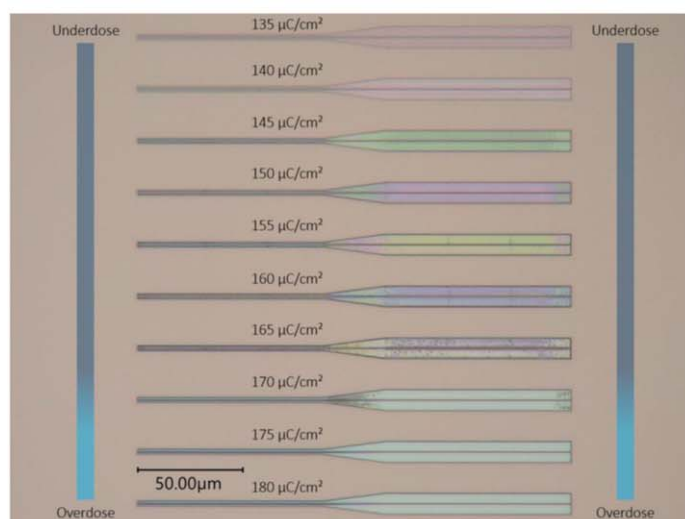 Underdose
135 µC/cm²
Underdose
140 µC/cm²
145 µC/cm²
150 µC/cm²
155 µC/cm²
160 µC/cm²
165 µC/cm²
170 µC/cm²
175 µC/cm²
50.00µm
180 µC/cm²
Overdose
Overdose